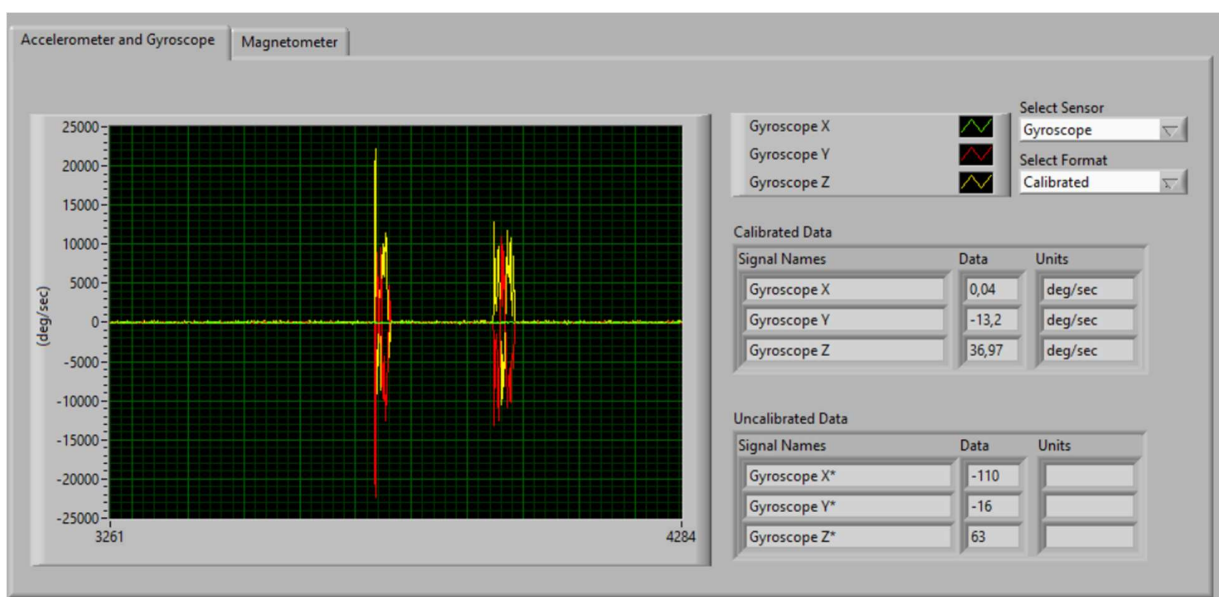 Accelerometer and Gyroscope Magnetometer
Select Sensor
Gyroscope
Select Format
Calibrated
Gyroscope X
Gyroscope Y
Gyroscope Z
25000
20000
15000
10000
5000
0
-5000
-10000
-15000
-20000
-25000
(deg/sec)
3261 4284
Calibrated Data
Signal Names Data Units
Gyroscope X 0,04 deg/sec
Gyroscope Y -13,2 deg/sec
Gyroscope Z 36,97 deg/sec
Uncalibrated Data
Signal Names Data Units
Gyroscope X* -110
Gyroscope Y* -16
Gyroscope Z* 63